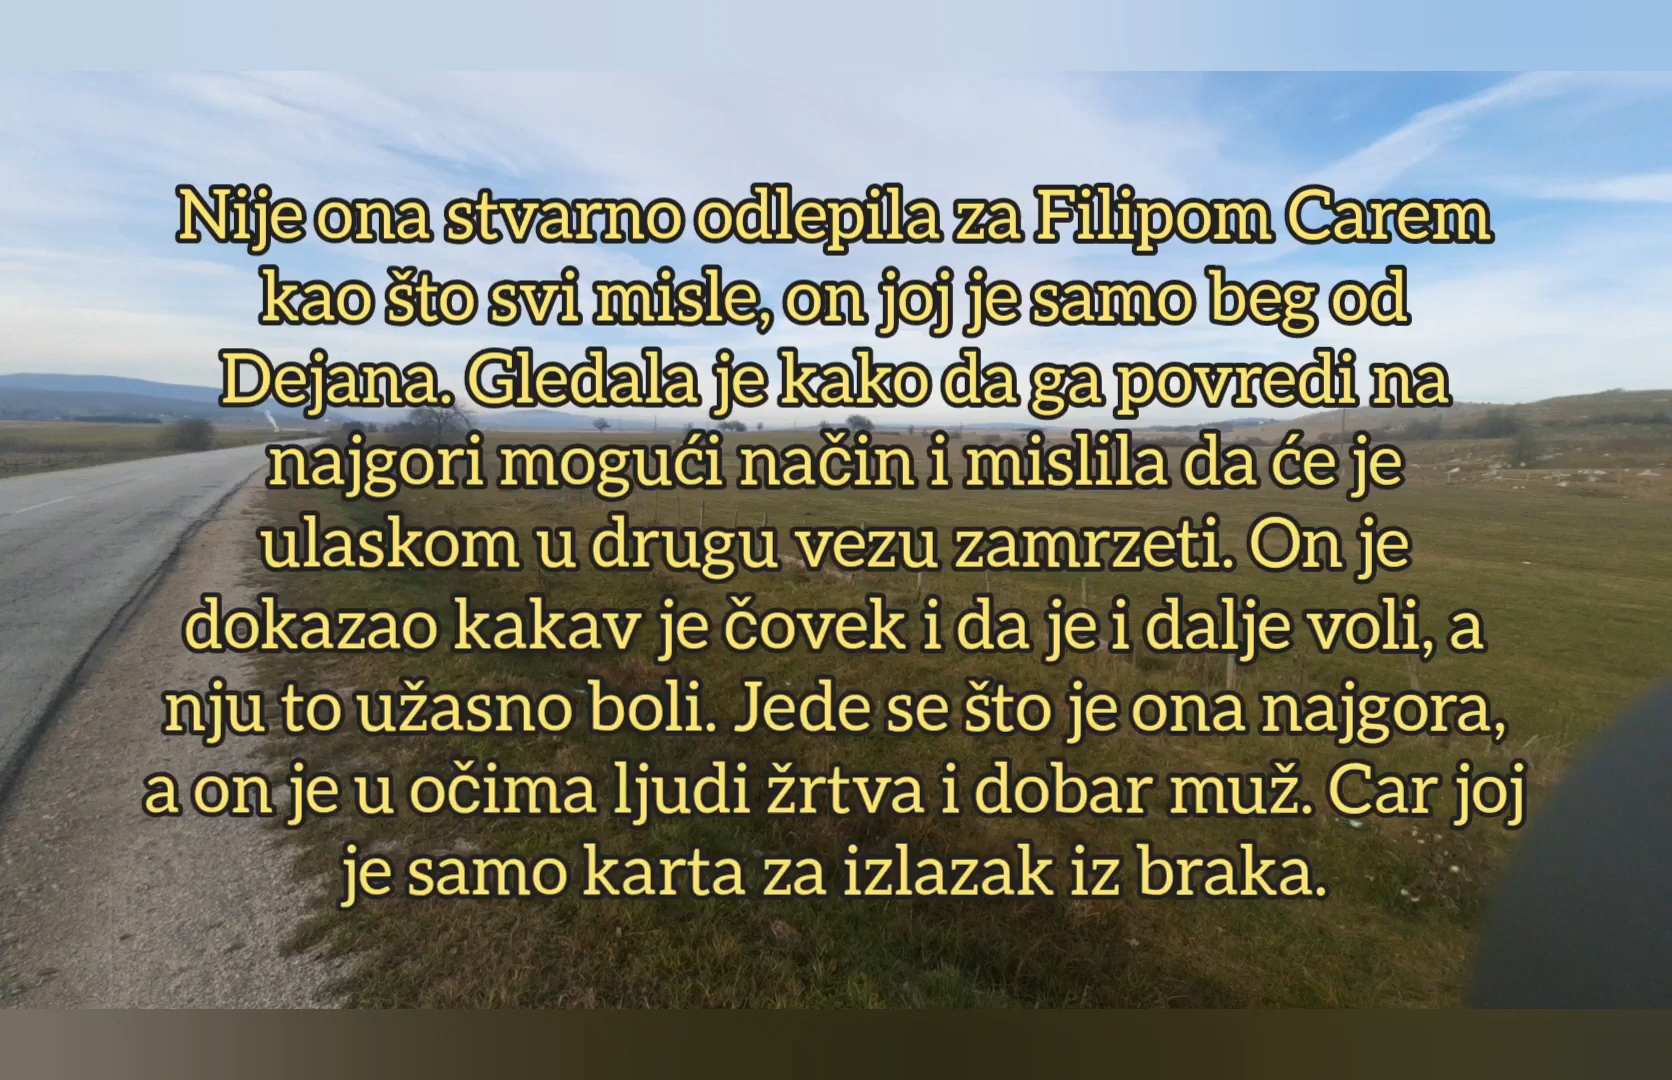 Nije ona stvarno odlepila za Filipom Carem
kao što svi misle, on joj je samo beg od
Dejana. Gledala je kako da ga povredi na
najgori mogući način i mislila da će je
ulaskom u drugu vezu zamrzeti. On je
dokazao kakav je čovek i da je i dalje voli, a
nju to užasno boli. Jede se što je ona najgora,
a on je u očima ljudi žrtva i dobar muž. Car joj
je samo karta za izlazak iz braka.